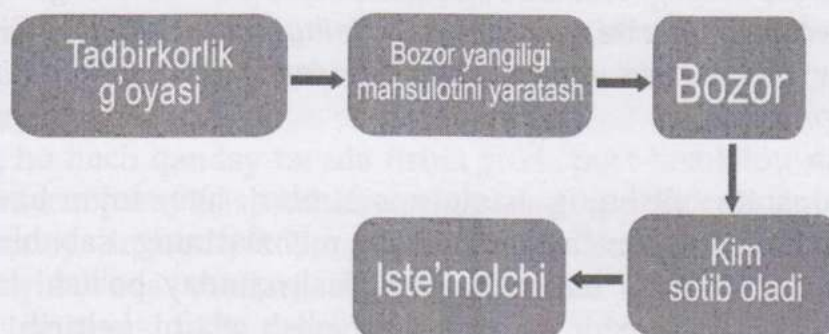 Tadbirkorlik
g'oyasi
Bozor yangiligi
mahsulotini yaratash
Bozor
Kim
sotib oladi
Iste'molchi